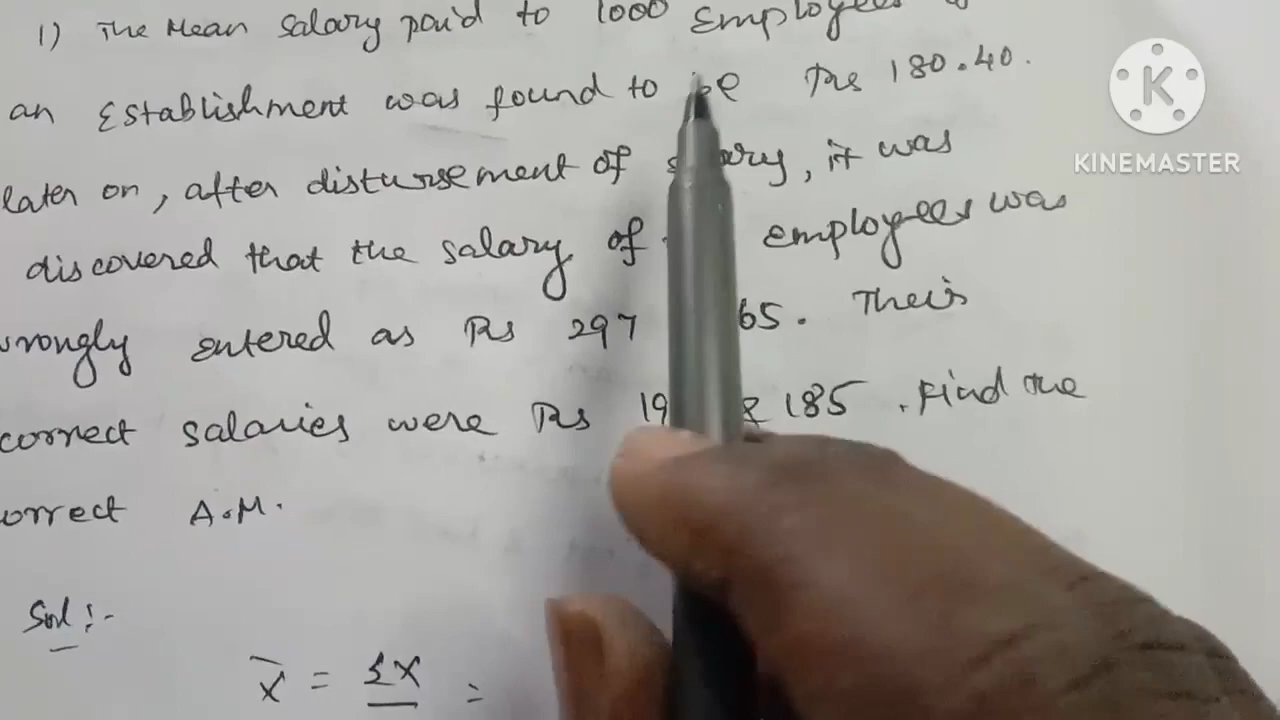 1) The Mean salary paid to 1000 Employees
an Establishment was found to be Rs 180.40.
later on, after distursement of salary, it was
discovered that the salary of employees was
wrongly entered as Rs 297 65. Their
correct salaries were Rs 19 & 185. Find the
correct A.M.
Sol :-
X̄ = ΣX =
KINEMASTER